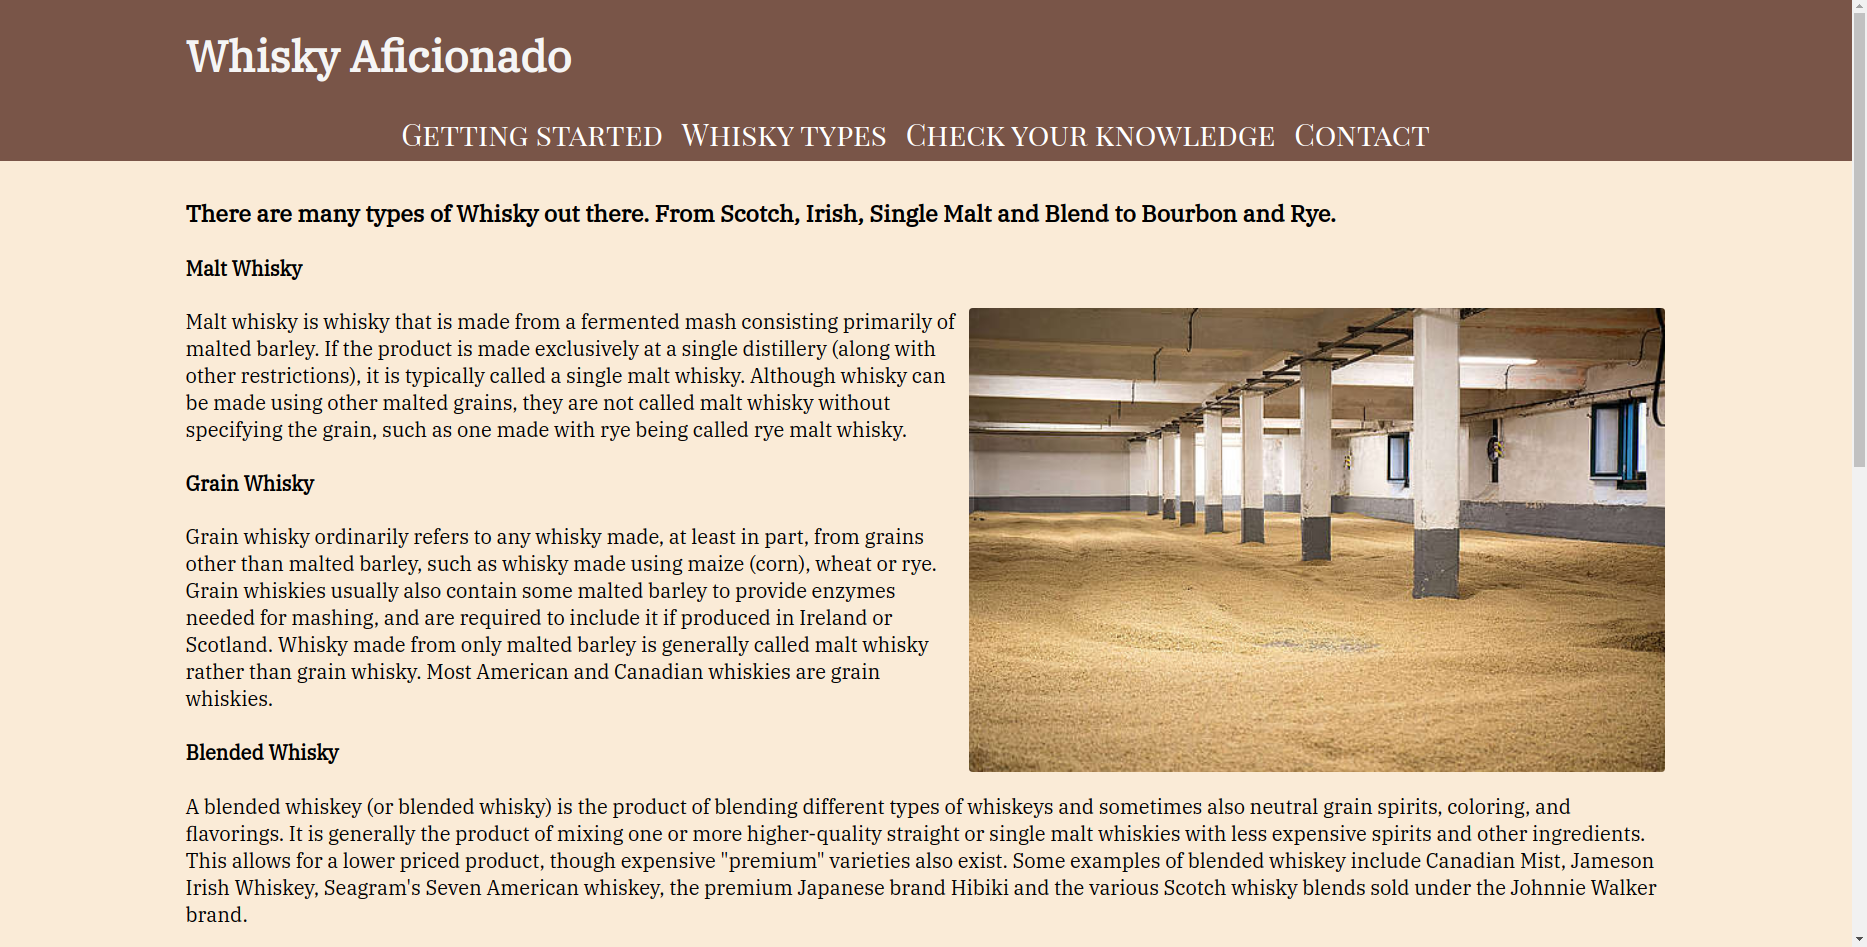 Whisky Aficionado
Getting started Whisky types Check your knowledge Contact
There are many types of Whisky out there. From Scotch, Irish, Single Malt and Blend to Bourbon and Rye.
Malt Whisky
Malt whisky is whisky that is made from a fermented mash consisting primarily of
malted barley. If the product is made exclusively at a single distillery (along with
other restrictions), it is typically called a single malt whisky. Although whisky can
be made using other malted grains, they are not called malt whisky without
specifying the grain, such as one made with rye being called rye malt whisky.
Grain Whisky
Grain whisky ordinarily refers to any whisky made, at least in part, from grains
other than malted barley, such as whisky made using maize (corn), wheat or rye.
Grain whiskies usually also contain some malted barley to provide enzymes
needed for mashing, and are required to include it if produced in Ireland or
Scotland. Whisky made from only malted barley is generally called malt whisky
rather than grain whisky. Most American and Canadian whiskies are grain
whiskies.
Blended Whisky
A blended whiskey (or blended whisky) is the product of blending different types of whiskeys and sometimes also neutral grain spirits, coloring, and
flavorings. It is generally the product of mixing one or more higher-quality straight or single malt whiskies with less expensive spirits and other ingredients.
This allows for a lower priced product, though expensive "premium" varieties also exist. Some examples of blended whiskey include Canadian Mist, Jameson
Irish Whiskey, Seagram's Seven American whiskey, the premium Japanese brand Hibiki and the various Scotch whisky blends sold under the Johnnie Walker
brand.